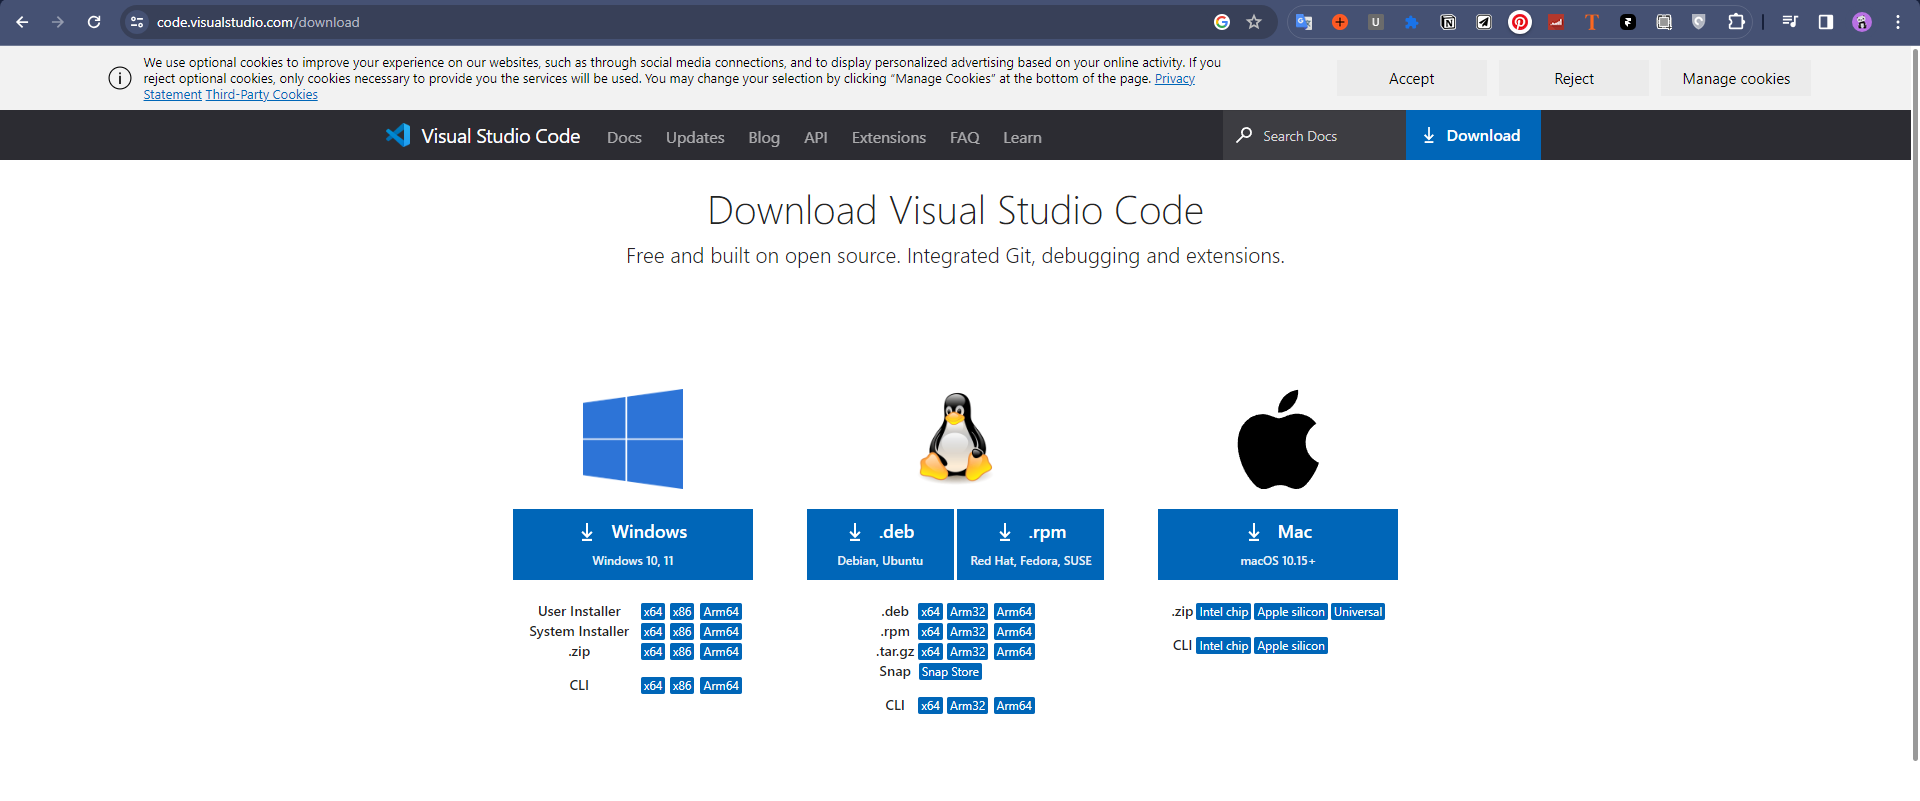 code.visualstudio.com/download
We use optional cookies to improve your experience on our websites, such as through social media connections, and to display personalized advertising based on your online activity. If you
reject optional cookies, only cookies necessary to provide you the services will be used. You may change your selection by clicking “Manage Cookies” at the bottom of the page. Privacy
Statement Third-Party Cookies
Accept
Reject
Manage cookies
Visual Studio Code
Docs
Updates
Blog
API
Extensions
FAQ
Learn
Search Docs
Download
Download Visual Studio Code
Free and built on open source. Integrated Git, debugging and extensions.
Windows
Windows 10, 11
User Installer x64 x86 Arm64
System Installer x64 x86 Arm64
.zip x64 x86 Arm64
CLI x64 x86 Arm64
.deb
Debian, Ubuntu
.rpm
Red Hat, Fedora, SUSE
.deb x64 Arm32 Arm64
.rpm x64 Arm32 Arm64
.tar.gz x64 Arm32 Arm64
Snap Snap Store
CLI x64 Arm32 Arm64
Mac
macOS 10.15+
.zip Intel chip Apple silicon Universal
CLI Intel chip Apple silicon